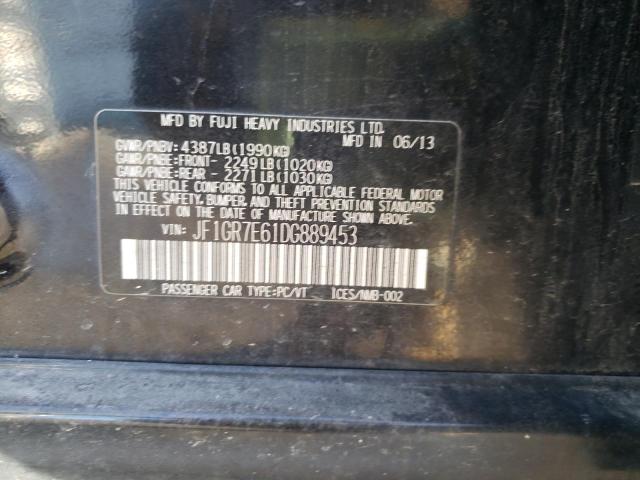 MFD BY FUJI HEAVY INDUSTRIES LTD.
GVWR/PNBV: 4387LB(1990KG) MFD IN 06/13
GAWR/PNBE:FRONT- 2249LB(1020KG)
GAWR/PNBE:REAR - 2271LB(1030KG)
THIS VEHICLE CONFORMS TO ALL APPLICABLE FEDERAL MOTOR
VEHICLE SAFETY, BUMPER, AND THEFT PREVENTION STANDARDS IN
EFFECT ON THE DATE OF MANUFACTURE SHOWN ABOVE.
VIN: JF1GR7E61DG889453
PASSENGER CAR TYPE:PC/VT ICES/NMB-002